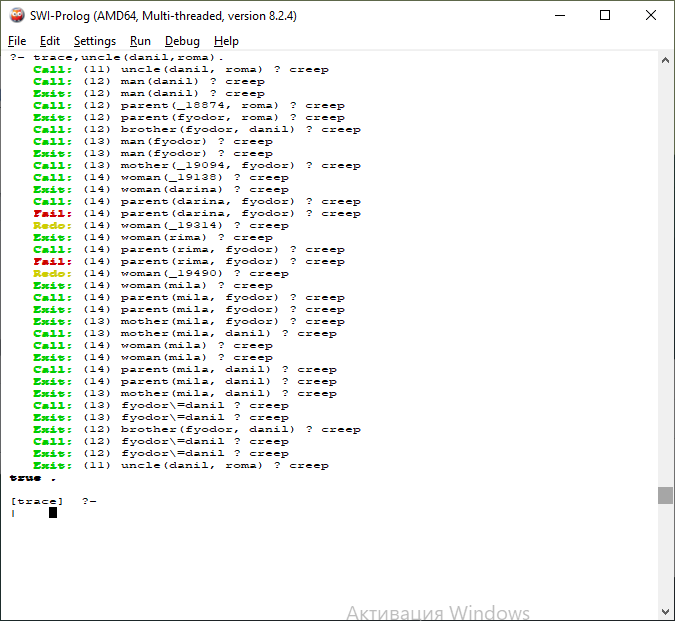 SWI-Prolog (AMD64, Multi-threaded, version 8.2.4)
File Edit Settings Run Debug Help
?- trace,uncle(danil,roma).
Call: (11) uncle(danil, roma) ? creep
Call: (12) man(danil) ? creep
Exit: (12) man(danil) ? creep
Call: (12) parent(_18874, roma) ? creep
Exit: (12) parent(fyodor, roma) ? creep
Call: (12) brother(fyodor, danil) ? creep
Call: (13) man(fyodor) ? creep
Exit: (13) man(fyodor) ? creep
Call: (13) mother(_19094, fyodor) ? creep
Call: (14) woman(_19138) ? creep
Exit: (14) woman(darina) ? creep
Call: (14) parent(darina, fyodor) ? creep
Fail: (14) parent(darina, fyodor) ? creep
Redo: (14) woman(_19314) ? creep
Exit: (14) woman(rima) ? creep
Call: (14) parent(rima, fyodor) ? creep
Fail: (14) parent(rima, fyodor) ? creep
Redo: (14) woman(_19490) ? creep
Exit: (14) woman(mila) ? creep
Call: (14) parent(mila, fyodor) ? creep
Exit: (14) parent(mila, fyodor) ? creep
Exit: (13) mother(mila, fyodor) ? creep
Call: (13) mother(mila, danil) ? creep
Call: (14) woman(mila) ? creep
Exit: (14) woman(mila) ? creep
Call: (14) parent(mila, danil) ? creep
Exit: (14) parent(mila, danil) ? creep
Exit: (13) mother(mila, danil) ? creep
Call: (13) fyodor\=danil ? creep
Exit: (13) fyodor\=danil ? creep
Exit: (12) brother(fyodor, danil) ? creep
Call: (12) fyodor\=danil ? creep
Exit: (12) fyodor\=danil ? creep
Exit: (11) uncle(danil, roma) ? creep
true .
[trace] ?-
|
Активация Windows